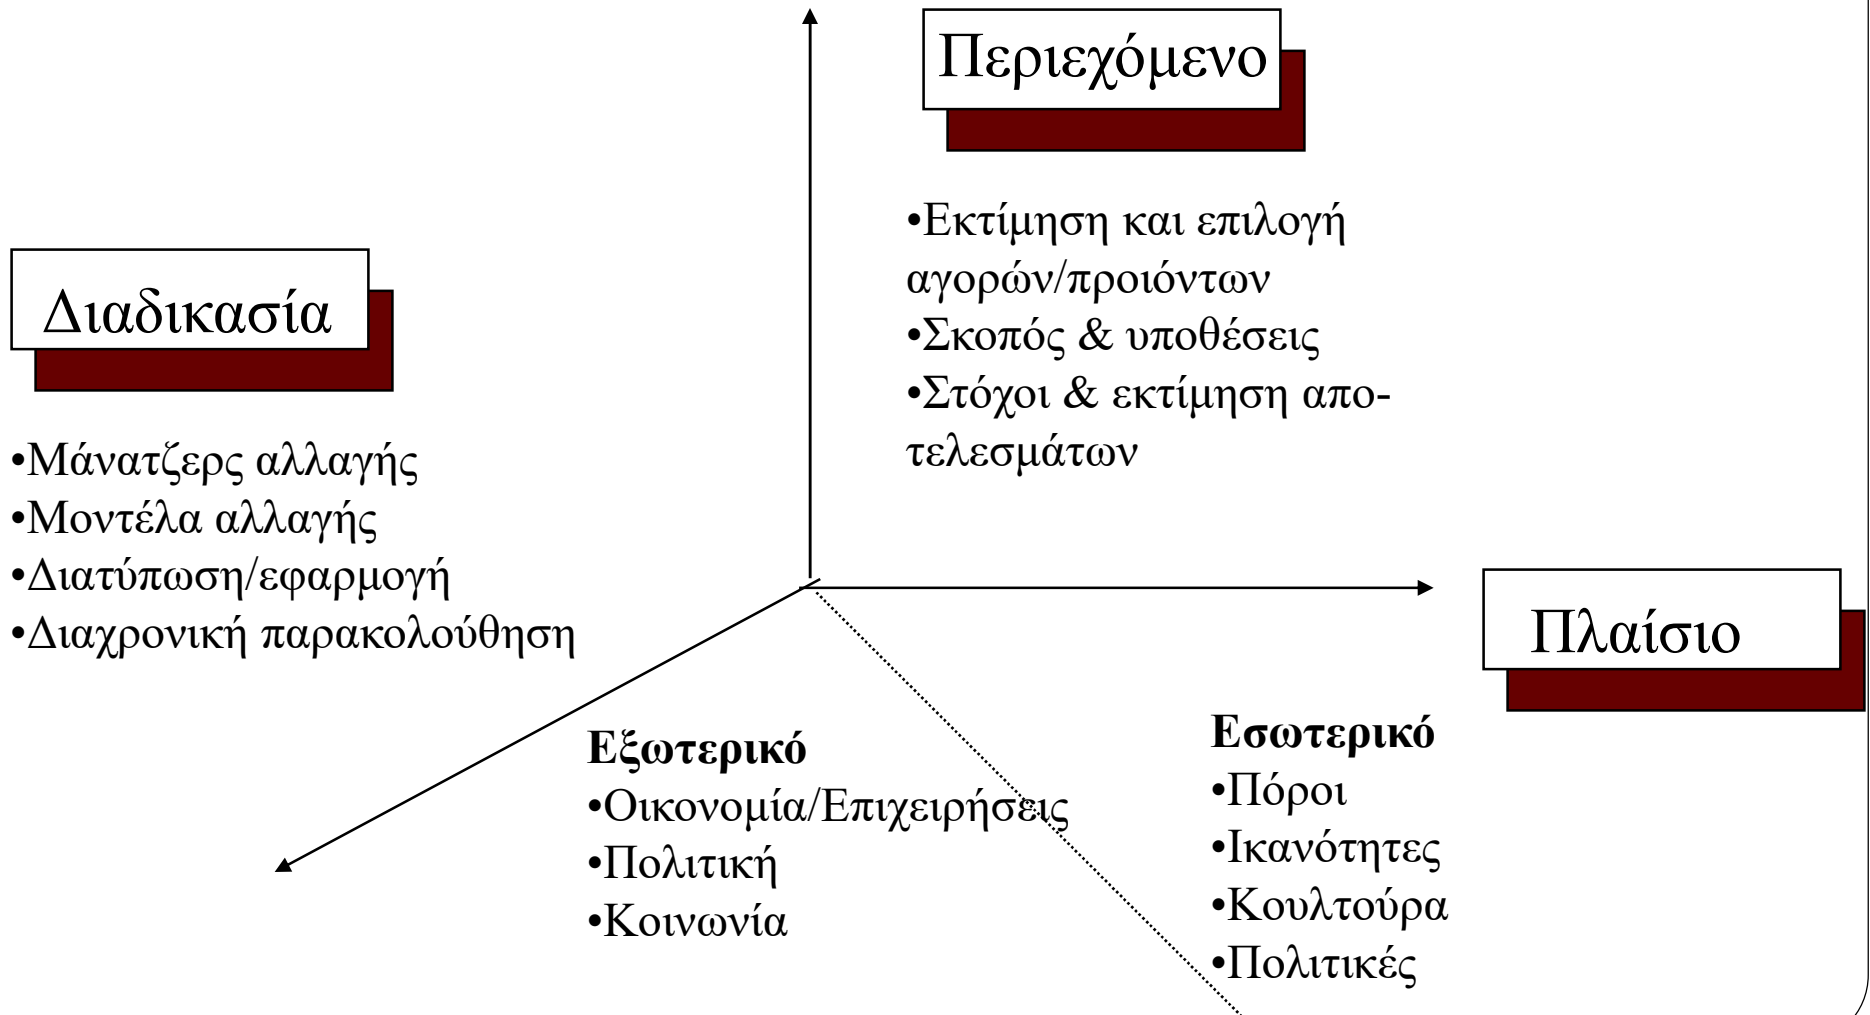 Περιεχόμενο
•Εκτίμηση και επιλογή
αγορών/προιόντων
•Σκοπός & υποθέσεις
•Στόχοι & εκτίμηση απο-
τελεσμάτων
Διαδικασία
•Μάνατζερς αλλαγής
•Μοντέλα αλλαγής
•Διατύπωση/εφαρμογή
•Διαχρονική παρακολούθηση
Πλαίσιο
Εξωτερικό
•Οικονομία/Επιχειρήσεις
•Πολιτική
•Κοινωνία
Εσωτερικό
•Πόροι
•Ικανότητες
•Κουλτούρα
•Πολιτικές